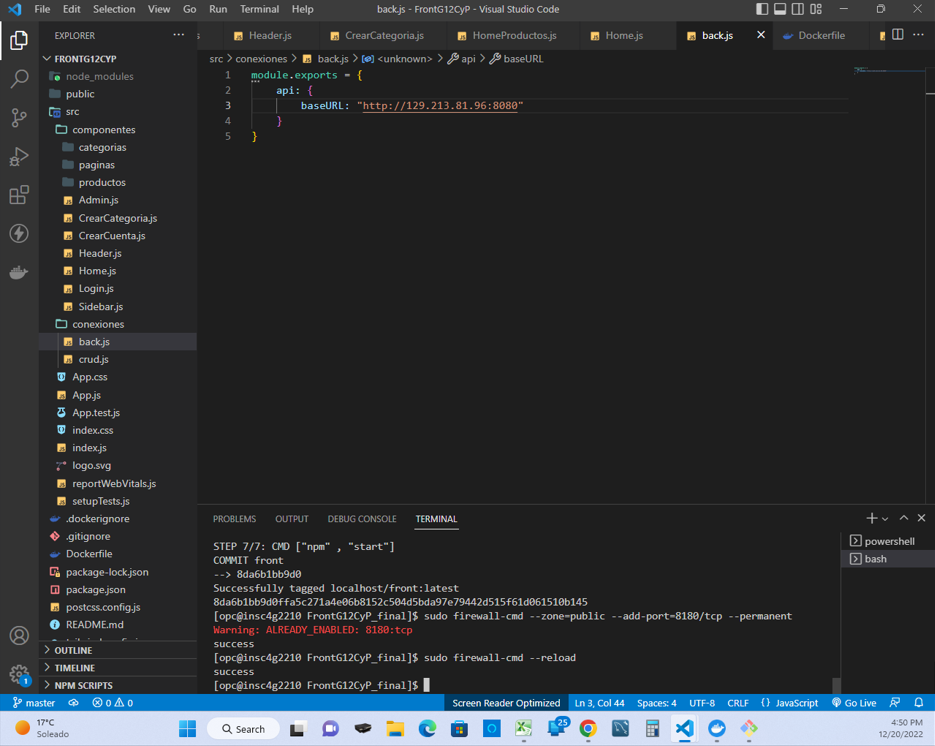 File Edit Selection View Go Run Terminal Help back.js - FrontG12CyP - Visual Studio Code
EXPLORER ...
s Header.js CrearCategoria.js HomeProductos.js Home.js back.js Dockerfile ...
FRONTG12CYP
node_modules
public
src
componentes
categorias
paginas
productos
Admin.js
CrearCategoria.js
CrearCuenta.js
Header.js
Home.js
Login.js
Sidebar.js
conexiones
back.js
crud.js
App.css
App.js
App.test.js
index.css
index.js
logo.svg
reportWebVitals.js
setupTests.js
.dockerignore
.gitignore
Dockerfile
package-lock.json
package.json
postcss.config.js
README.md
OUTLINE
TIMELINE
NPM SCRIPTS
src > conexiones > back.js > <unknown> > api > baseURL
1 module.exports = {
2 api: {
3 baseURL: "http://129.213.81.96:8080"
4 }
5 }
PROBLEMS OUTPUT DEBUG CONSOLE TERMINAL
powershell
bash
STEP 7/7: CMD ["npm" , "start"]
COMMIT front
--> 8da6b1bb9d0
Successfully tagged localhost/front:latest
8da6b1bb9d0ffa5c271a4e06b8152c504d5bda97e79442d515f61d061510b145
[opc@insc4g2210 FrontG12CyP_final]$ sudo firewall-cmd --zone=public --add-port=8180/tcp --permanent
Warning: ALREADY_ENABLED: 8180:tcp
success
[opc@insc4g2210 FrontG12CyP_final]$ sudo firewall-cmd --reload
success
[opc@insc4g2210 FrontG12CyP_final]$
1
master 0 0 Screen Reader Optimized Ln 3, Col 44 Spaces: 4 UTF-8 CRLF {} JavaScript Go Live
17°C
Soleado
Search
25
4:50 PM
12/20/2022